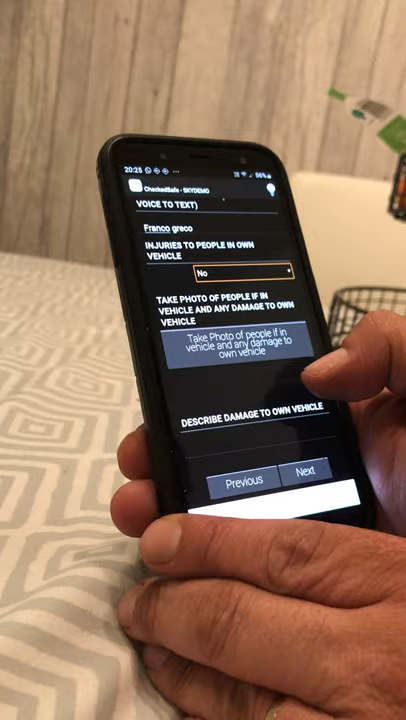 20:25
56%
CheckedSafe - SKYDEMO
VOICE TO TEXT)
Franco greco
INJURIES TO PEOPLE IN OWN
VEHICLE
No
TAKE PHOTO OF PEOPLE IF IN
VEHICLE AND ANY DAMAGE TO OWN
VEHICLE
Take Photo of people if in
vehicle and any damage to
own vehicle
DESCRIBE DAMAGE TO OWN VEHICLE
Previous
Next